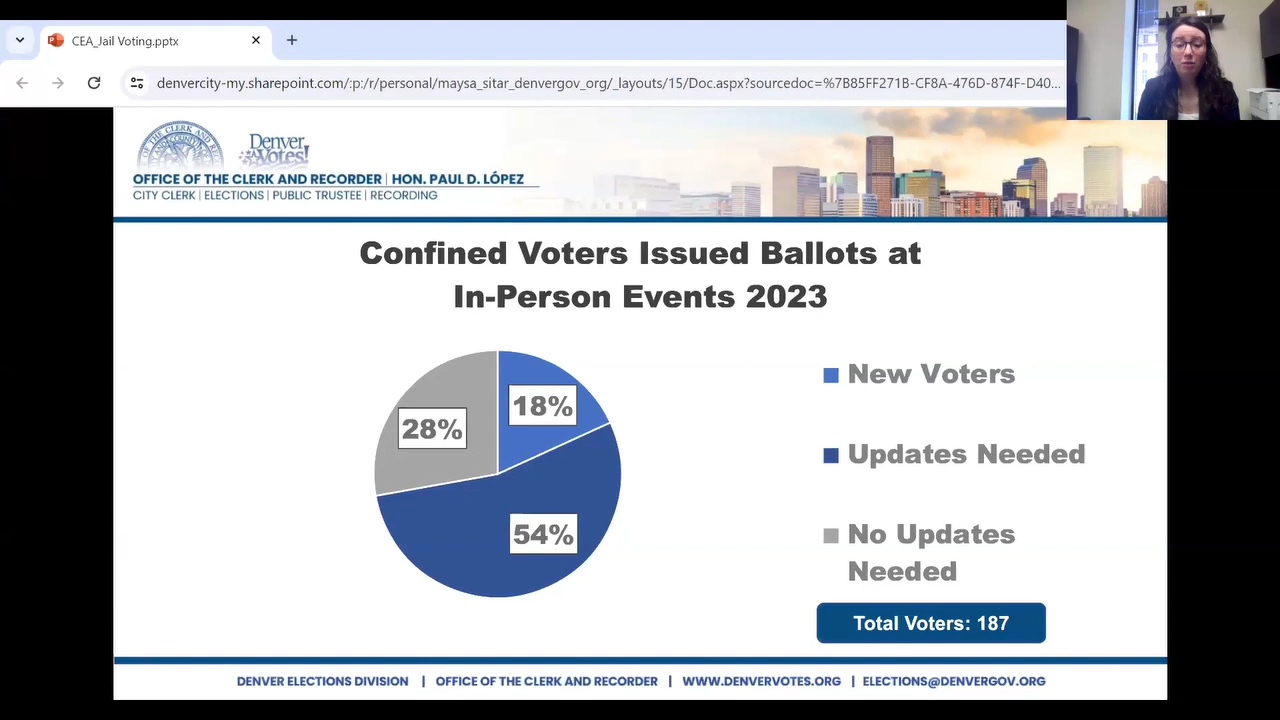 CEA_Jail Voting.pptx
denvercity-my.sharepoint.com/:p:/r/personal/maysa_sitar_denvergov_org/_layouts/15/Doc.aspx?sourcedoc=%7B85FF271B-CF8A-476D-874F-D40...
Denver
Votes!
OFFICE OF THE CLERK AND RECORDER | HON. PAUL D. LÓPEZ
CITY CLERK | ELECTIONS | PUBLIC TRUSTEE | RECORDING
Confined Voters Issued Ballots at
In-Person Events 2023
18%
28%
54%
New Voters
Updates Needed
No Updates
Needed
Total Voters: 187
DENVER ELECTIONS DIVISION | OFFICE OF THE CLERK AND RECORDER | WWW.DENVERVOTES.ORG | ELECTIONS@DENVERGOV.ORG